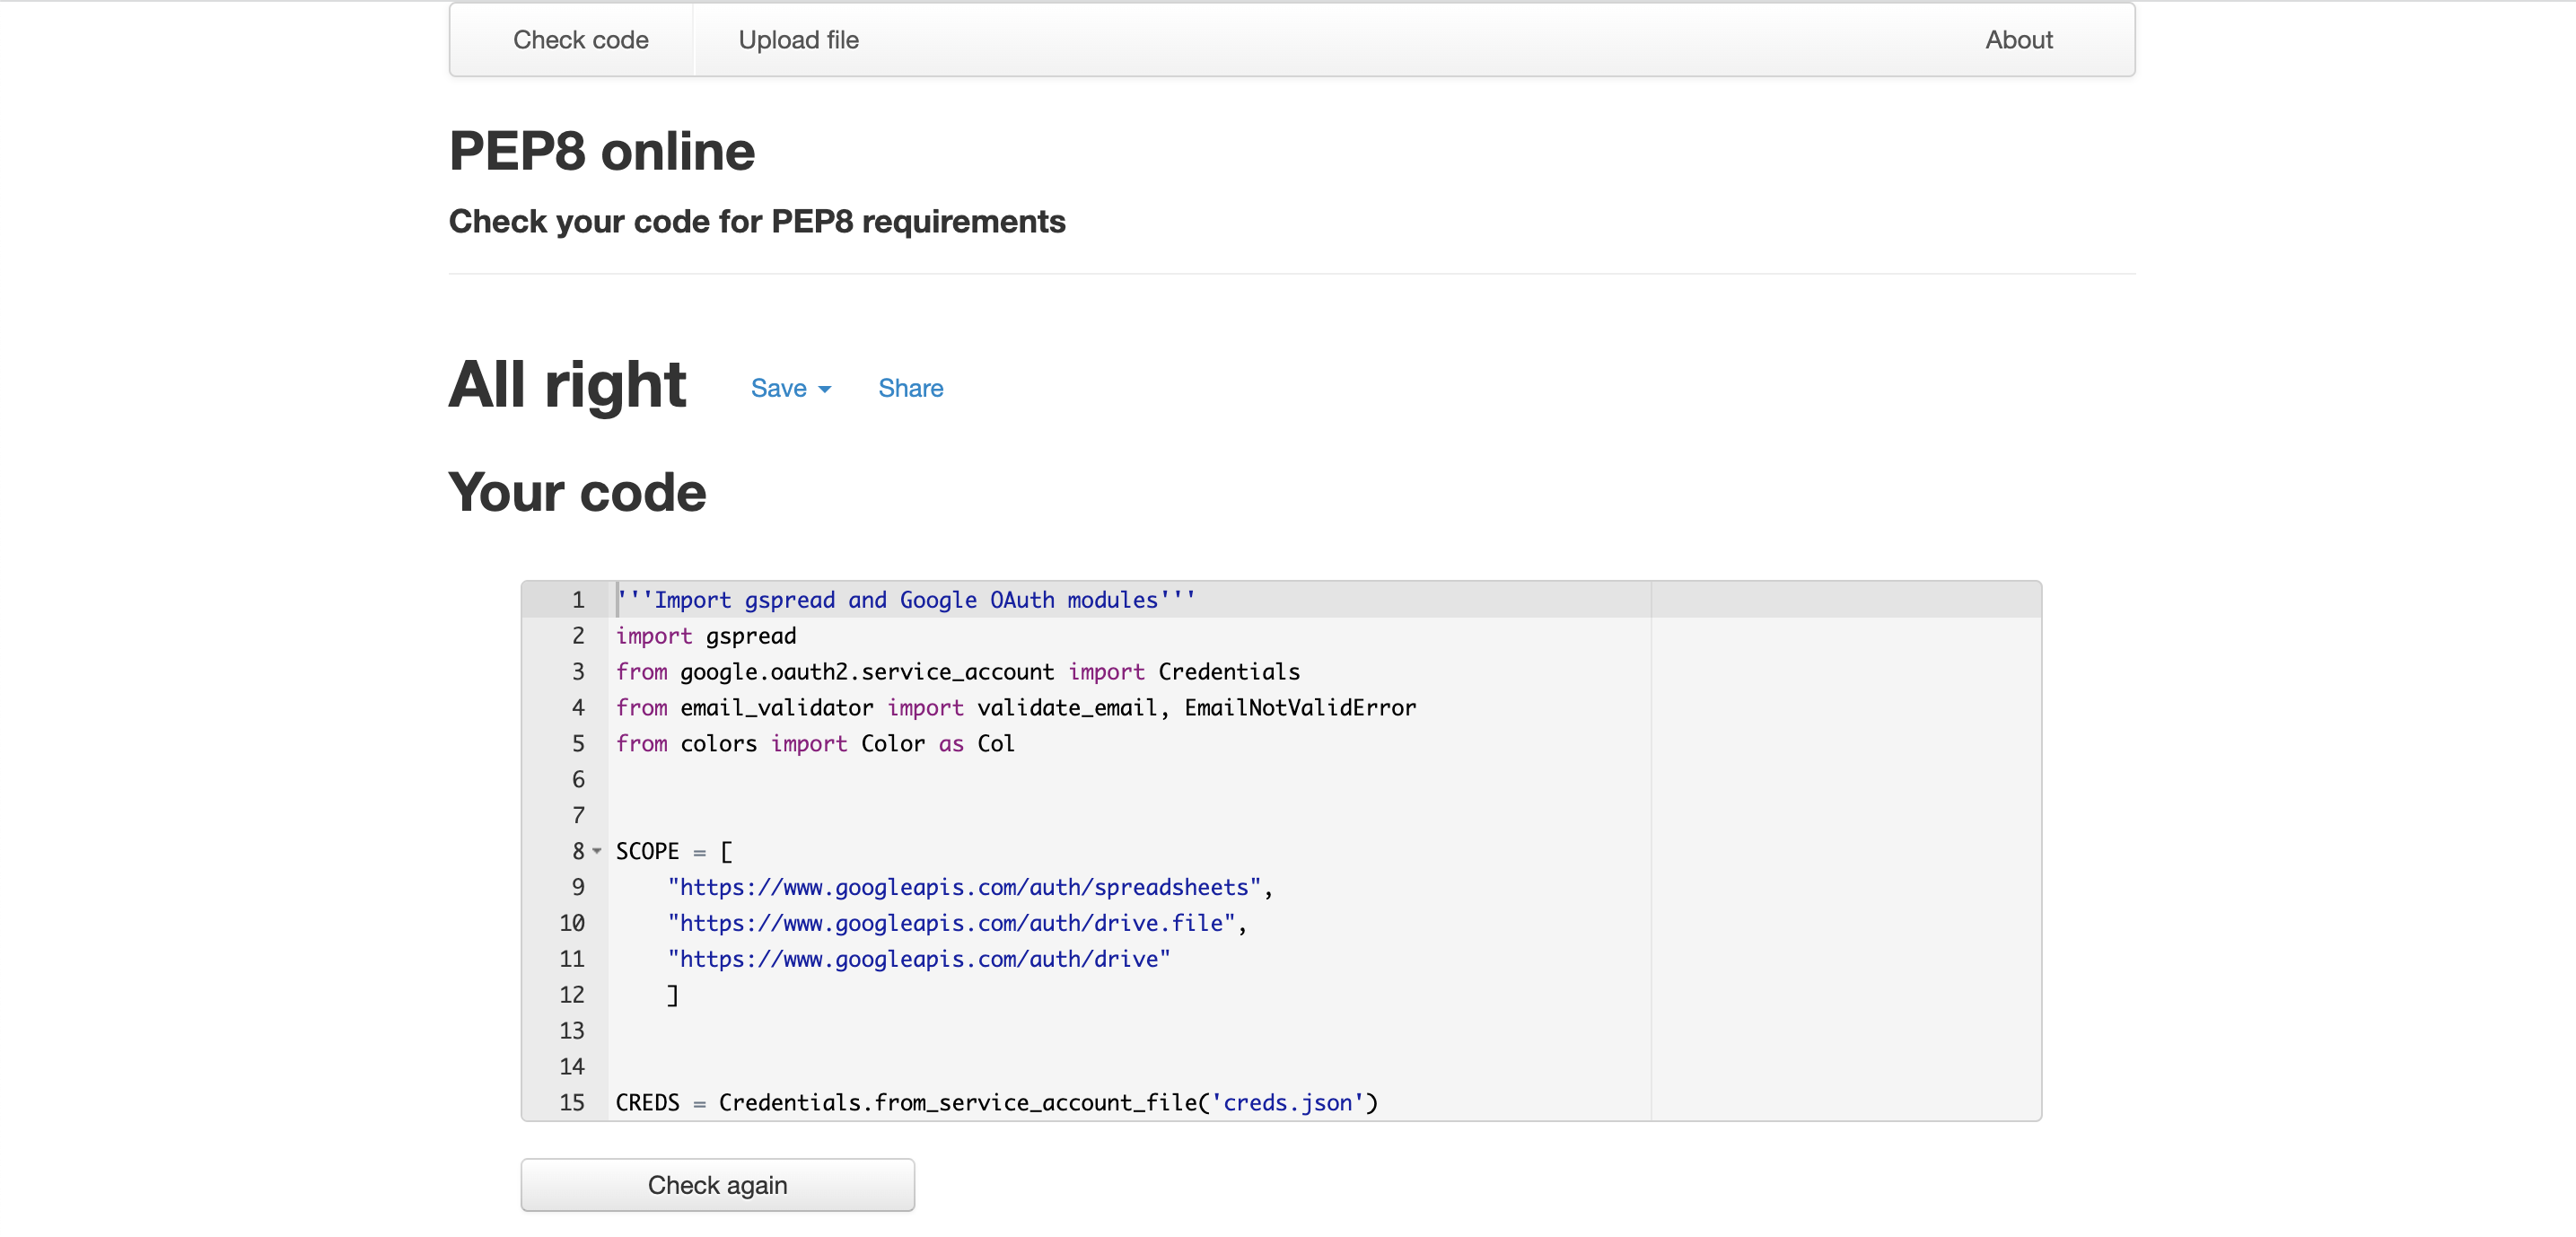 Check code
Upload file
About
PEP8 online
Check your code for PEP8 requirements
All right
Save
Share
Your code
1 '''Import gspread and Google OAuth modules'''
2 import gspread
3 from google.oauth2.service_account import Credentials
4 from email_validator import validate_email, EmailNotValidError
5 from colors import Color as Col
6
7
8 SCOPE = [
9     "https://www.googleapis.com/auth/spreadsheets",
10     "https://www.googleapis.com/auth/drive.file",
11     "https://www.googleapis.com/auth/drive"
12     ]
13
14
15 CREDS = Credentials.from_service_account_file('creds.json')
Check again